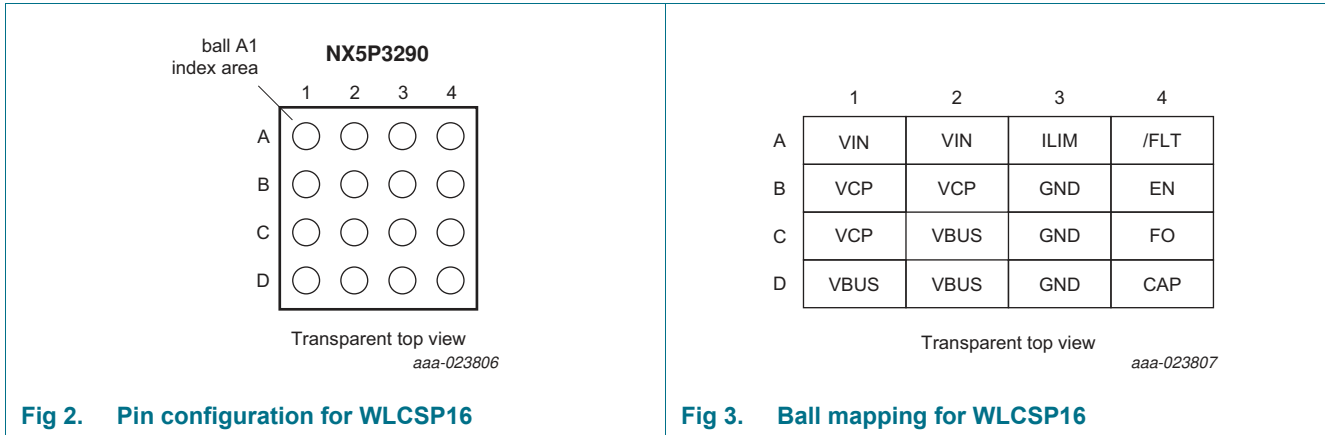 ball A1
index area
NX5P3290
1 2 3 4
A
B
C
D
Transparent top view
aaa-023806
Fig 2. Pin configuration for WLCSP16
1 2 3 4
A VIN VIN ILIM /FLT
B VCP VCP GND EN
C VCP VBUS GND FO
D VBUS VBUS GND CAP
Transparent top view
aaa-023807
Fig 3. Ball mapping for WLCSP16